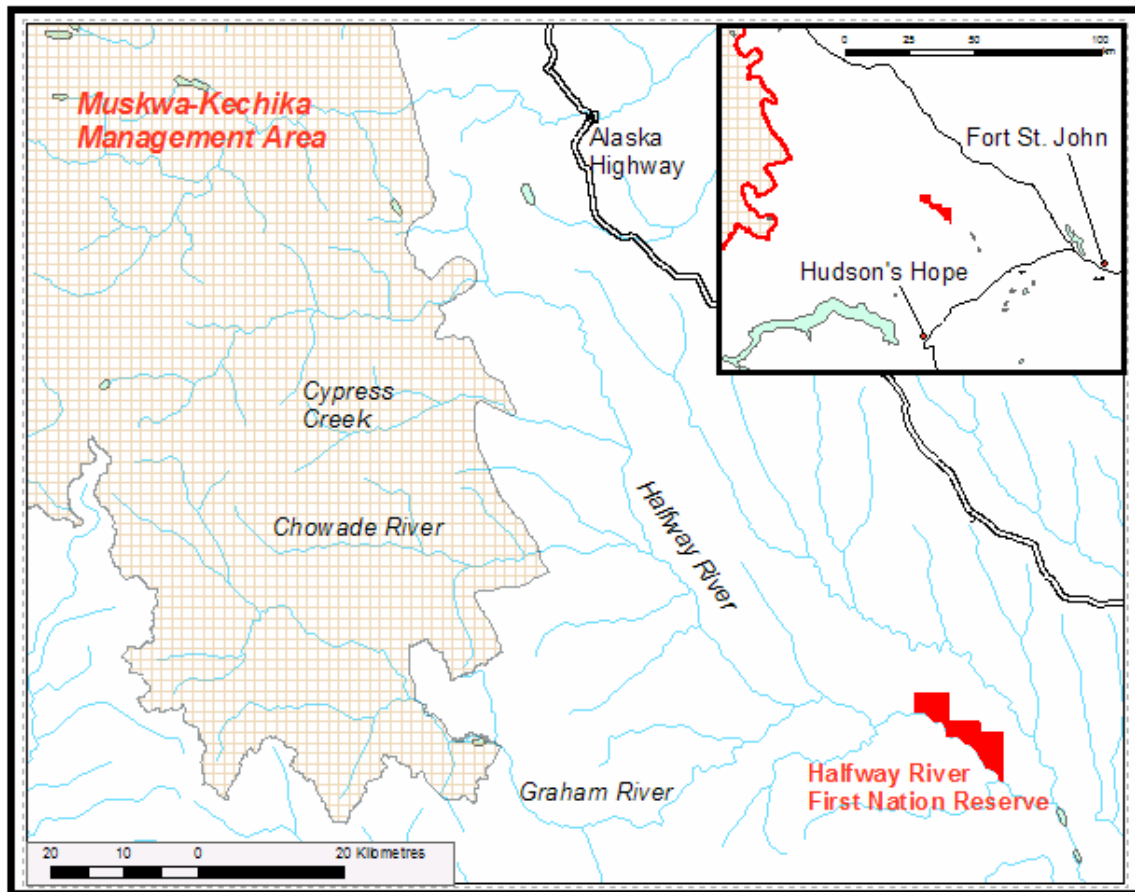 Muskwa-Kechika
Management Area
Alaska
Highway
0 25 50 100
km
Fort St. John
Hudson's Hope
Cypress
Creek
Chowade River
Halfway River
Graham River
Halfway River
First Nation Reserve
20 10 0 20 Kilometres